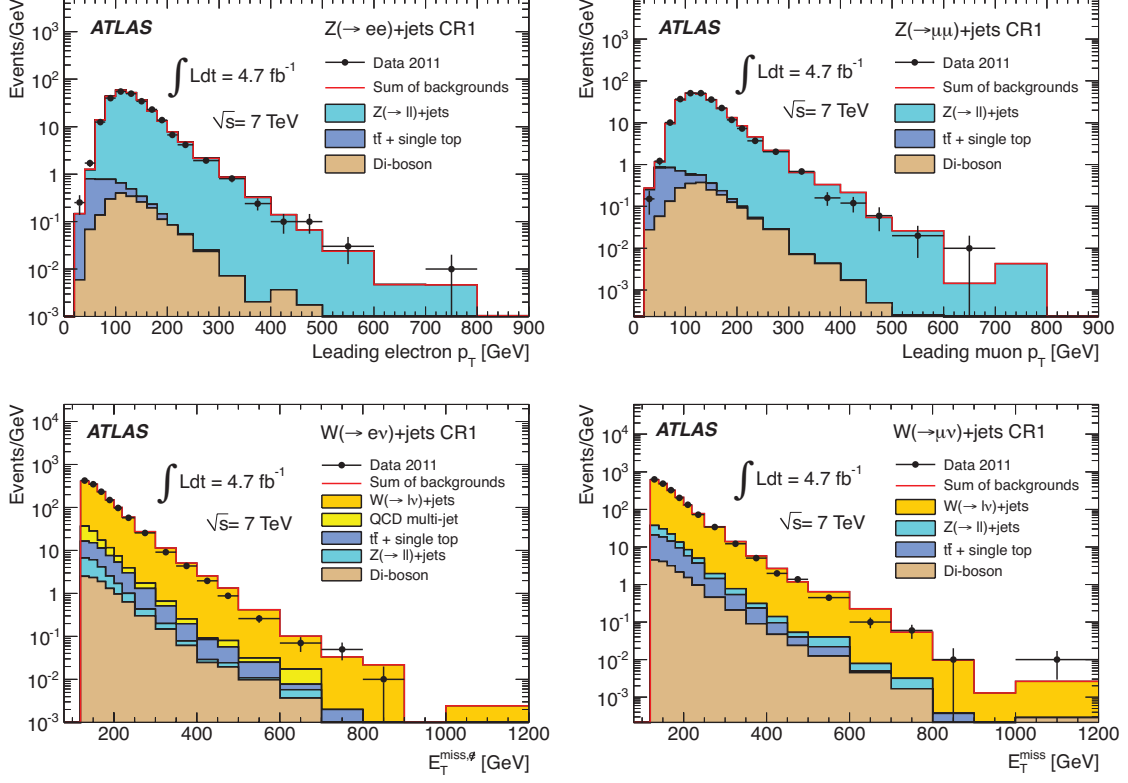 Events/GeV
ATLAS
Z(→ ee)+jets CR1
∫ Ldt = 4.7 fb⁻¹
√s= 7 TeV
Data 2011
Sum of backgrounds
Z(→ ll)+jets
tt̄ + single top
Di-boson
10²
10
1
10⁻¹
10⁻²
10⁻³
0 100 200 300 400 500 600 700 800 900
Leading electron p_T [GeV]
Events/GeV
ATLAS
Z(→μμ)+jets CR1
∫ Ldt = 4.7 fb⁻¹
√s= 7 TeV
Data 2011
Sum of backgrounds
Z(→ ll)+jets
tt̄ + single top
Di-boson
10²
10
1
10⁻¹
10⁻²
10⁻³
0 100 200 300 400 500 600 700 800 900
Leading muon p_T [GeV]
Events/GeV
ATLAS
W(→ eν)+jets CR1
∫ Ldt = 4.7 fb⁻¹
√s= 7 TeV
Data 2011
Sum of backgrounds
W(→ lν)+jets
QCD multi-jet
tt̄ + single top
Z(→ ll)+jets
Di-boson
10⁴
10³
10²
10
1
10⁻¹
10⁻²
10⁻³
200 400 600 800 1000 1200
E_T^miss,e̸ [GeV]
Events/GeV
ATLAS
W(→μν)+jets CR1
∫ Ldt = 4.7 fb⁻¹
√s= 7 TeV
Data 2011
Sum of backgrounds
W(→ lν)+jets
Z(→ ll)+jets
tt̄ + single top
Di-boson
10⁴
10³
10²
10
1
10⁻¹
10⁻²
10⁻³
200 400 600 800 1000 1200
E_T^miss [GeV]